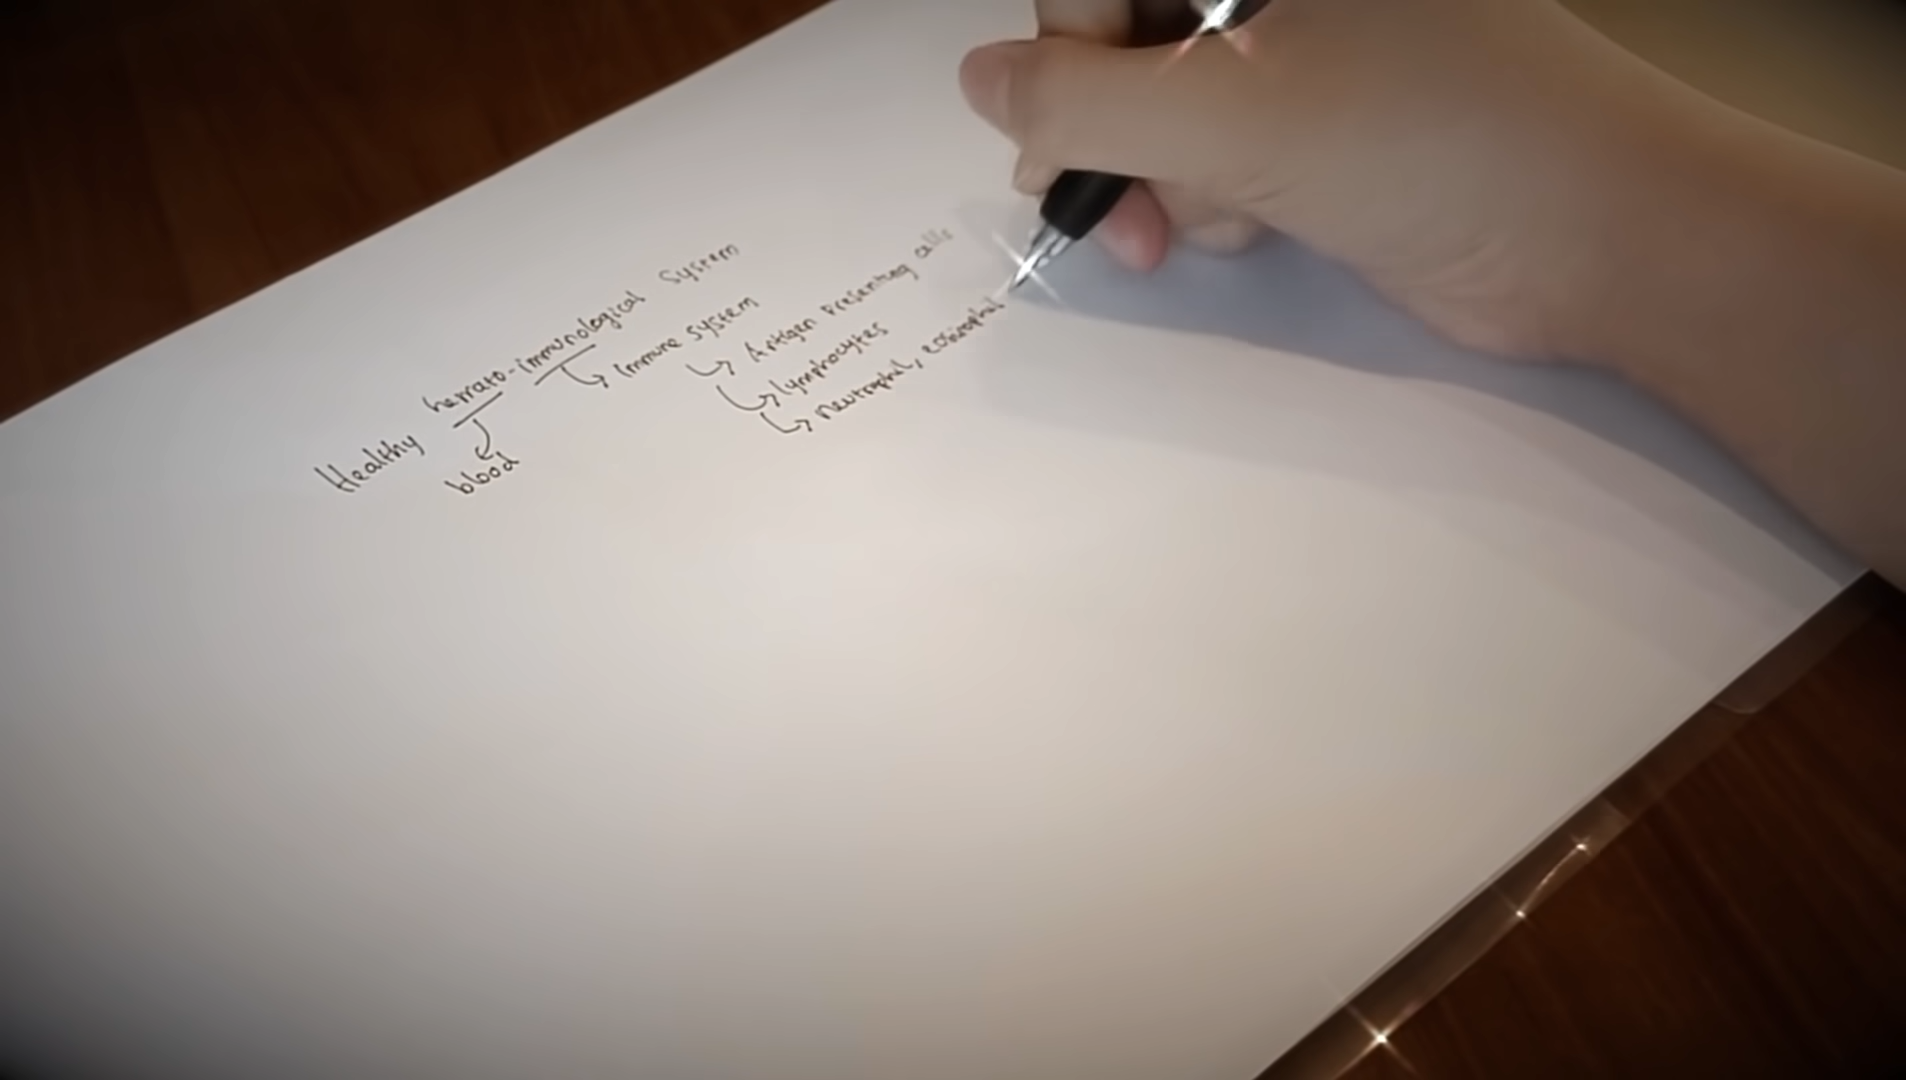 Healthy hemato-immunological System
blood
Immune system
Antigen Presenting cells
lymphocytes
neutrophil, eosinophil